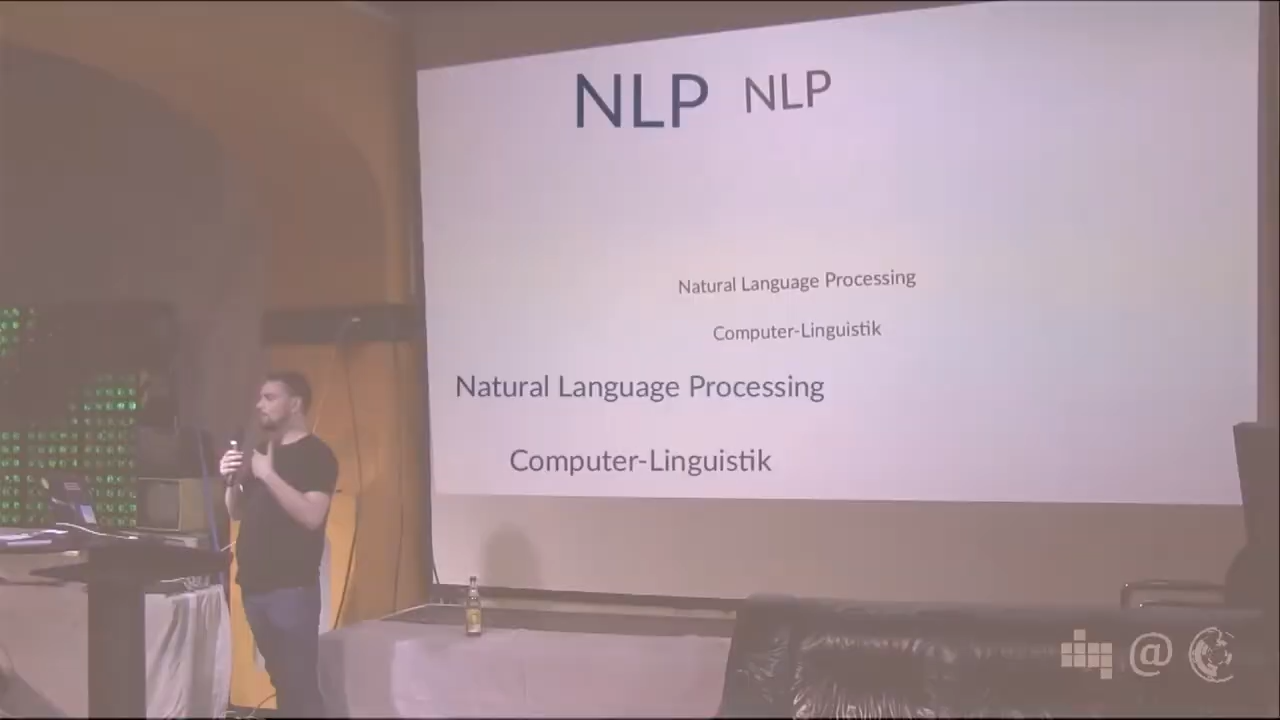 NLP NLP
Natural Language Processing
Computer-Linguistik
Natural Language Processing
Computer-Linguistik
@